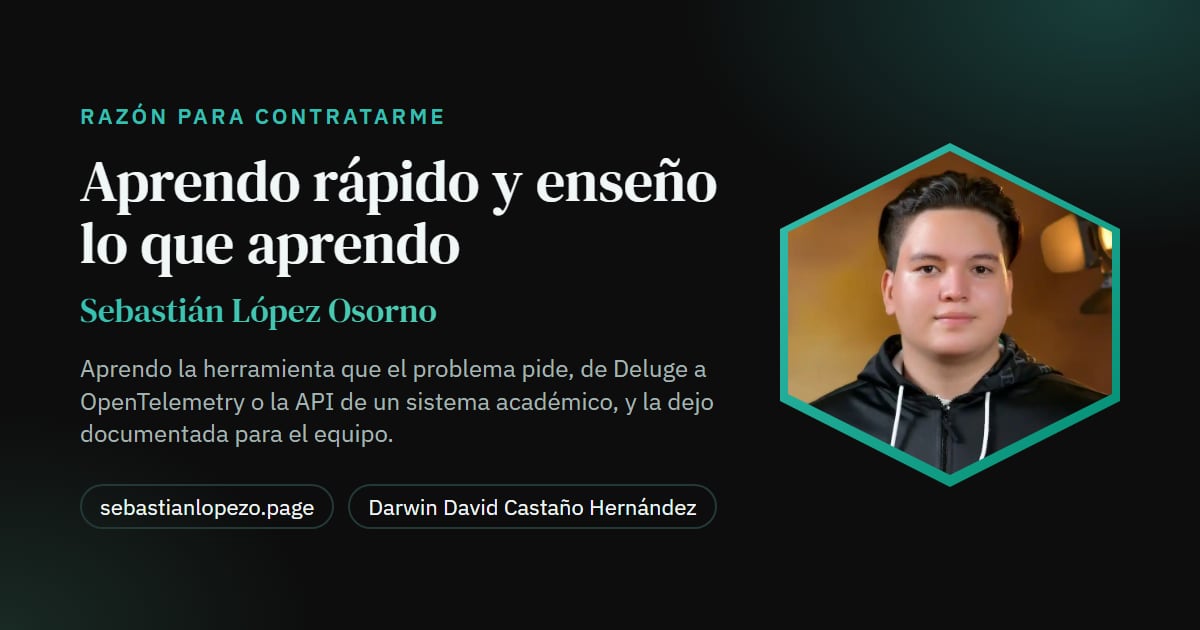 RAZÓN PARA CONTRATARME
Aprendo rápido y enseño
lo que aprendo
Sebastián López Osorno
Aprendo la herramienta que el problema pide, de Deluge a
OpenTelemetry o la API de un sistema académico, y la dejo
documentada para el equipo.
sebastianlopezo.page
Darwin David Castaño Hernández